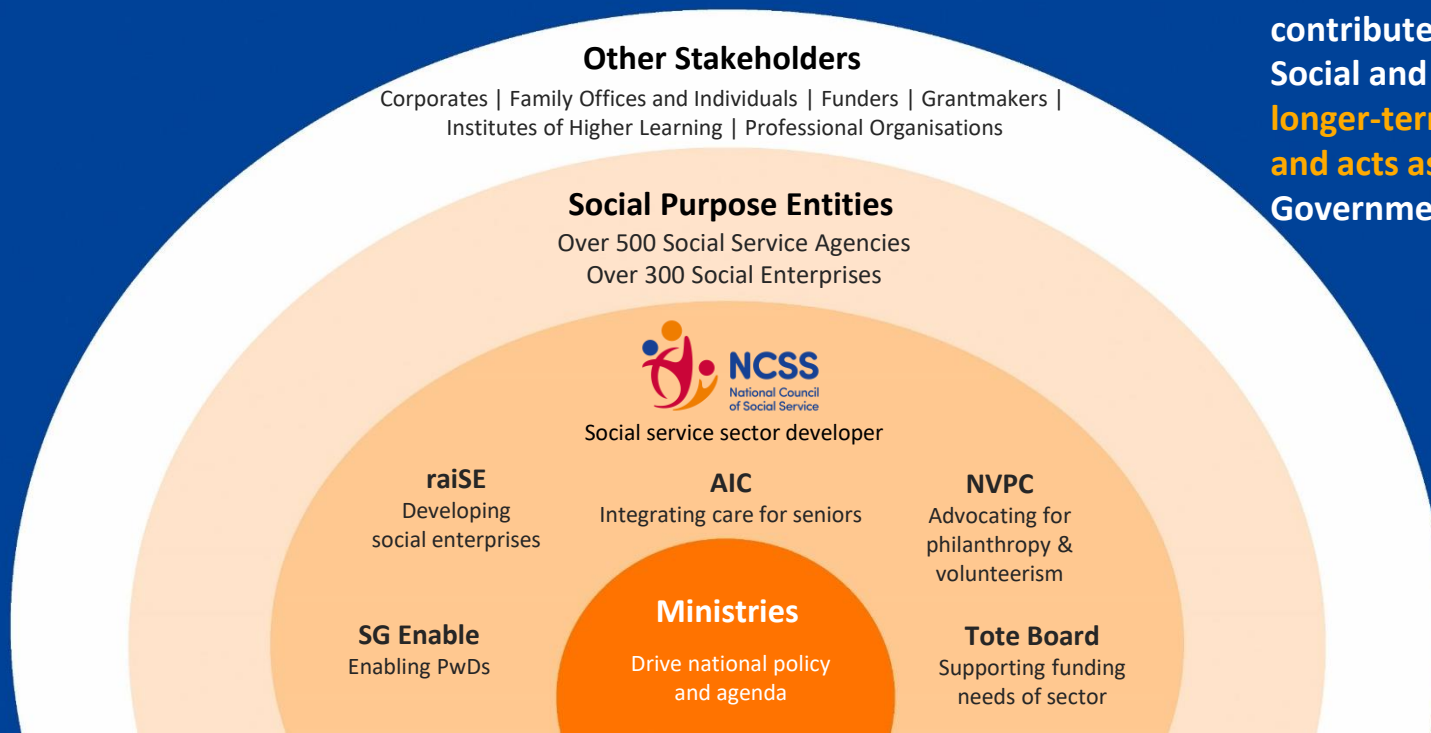 Other Stakeholders
Corporates | Family Offices and Individuals | Funders | Grantmakers |
Institutes of Higher Learning | Professional Organisations
Social Purpose Entities
Over 500 Social Service Agencies
Over 300 Social Enterprises
NCSS
National Council
of Social Service
Social service sector developer
raiSE
Developing
social enterprises
AIC
Integrating care for seniors
NVPC
Advocating for
philanthropy &
volunteerism
SG Enable
Enabling PwDs
Ministries
Drive national policy
and agenda
Tote Board
Supporting funding
needs of sector
contribute
Social and
longer-ter
and acts as
Governme